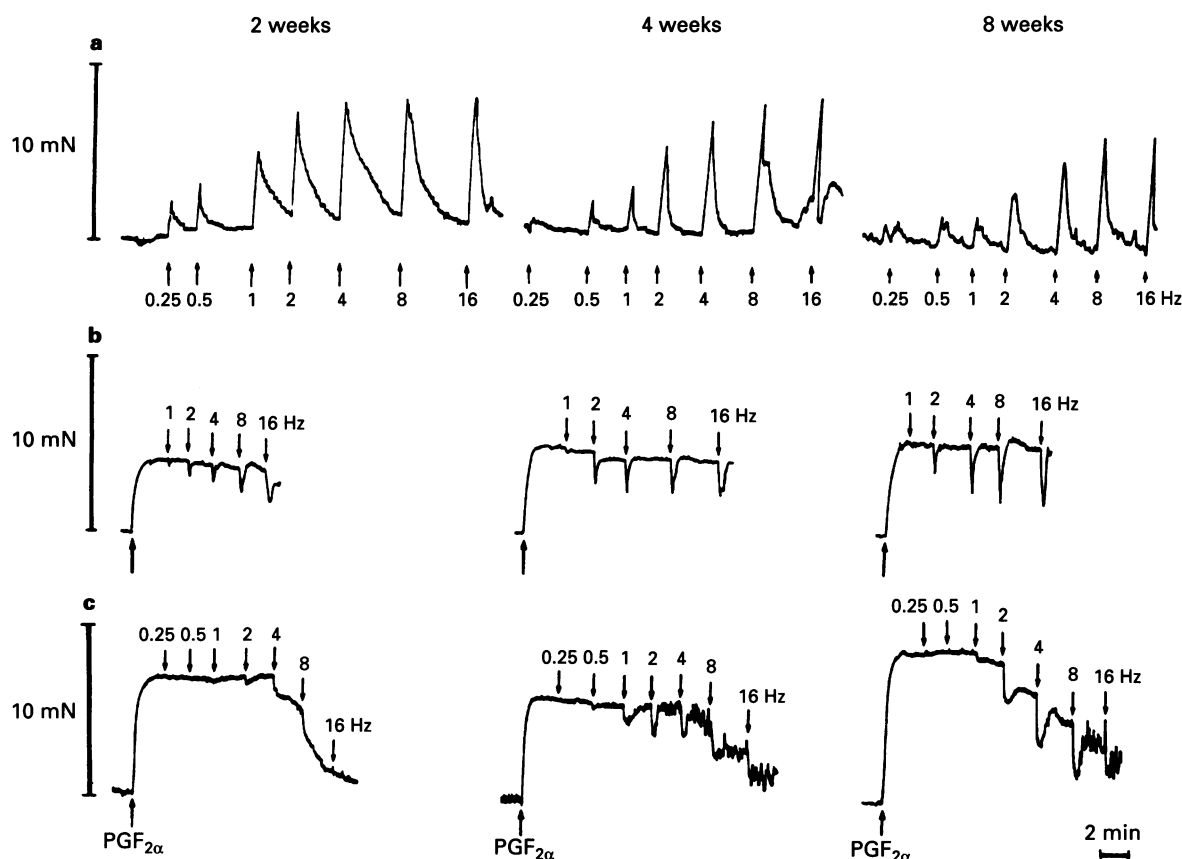 2 weeks 4 weeks 8 weeks
a
10 mN
0.25 0.5 1 2 4 8 16 0.25 0.5 1 2 4 8 16 0.25 0.5 1 2 4 8 16 Hz
b
10 mN
1 2 4 8 16 Hz 1 2 4 8 16 Hz 1 2 4 8 16 Hz
c
10 mN
0.25 0.5 1 2 4 8 16 Hz 0.25 0.5 1 2 4 8 16 Hz 0.25 0.5 1 2 4 8 16 Hz
PGF2α PGF2α PGF2α
2 min